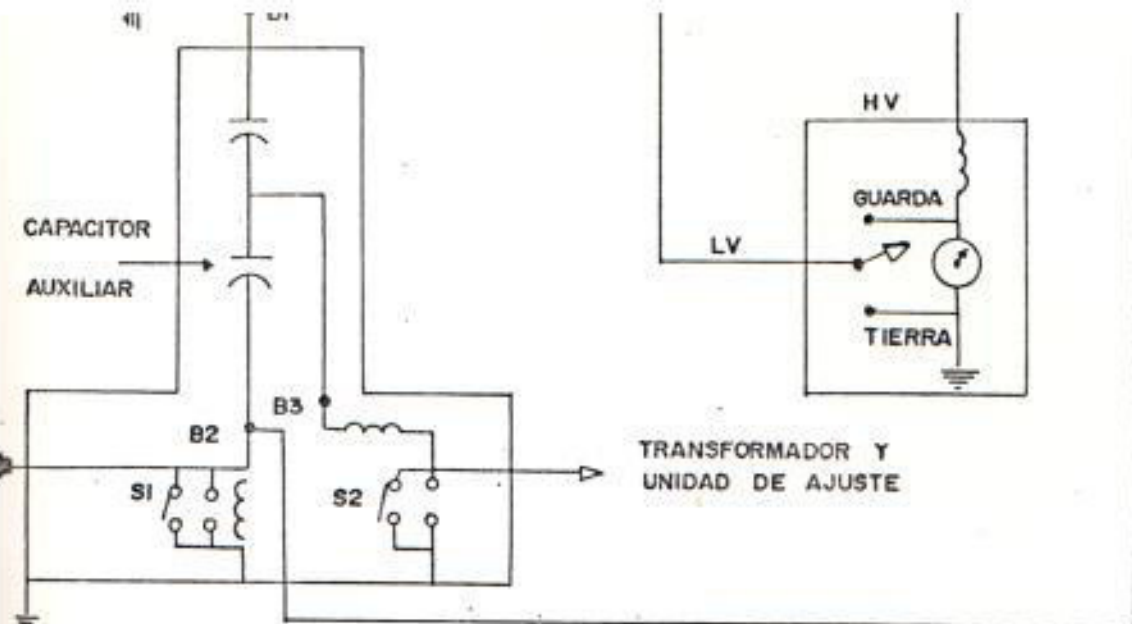 HV
GUARDA
CAPACITOR
AUXILIAR
LV
TIERRA
B3
B2
S1
S2
TRANSFORMADOR Y
UNIDAD DE AJUSTE